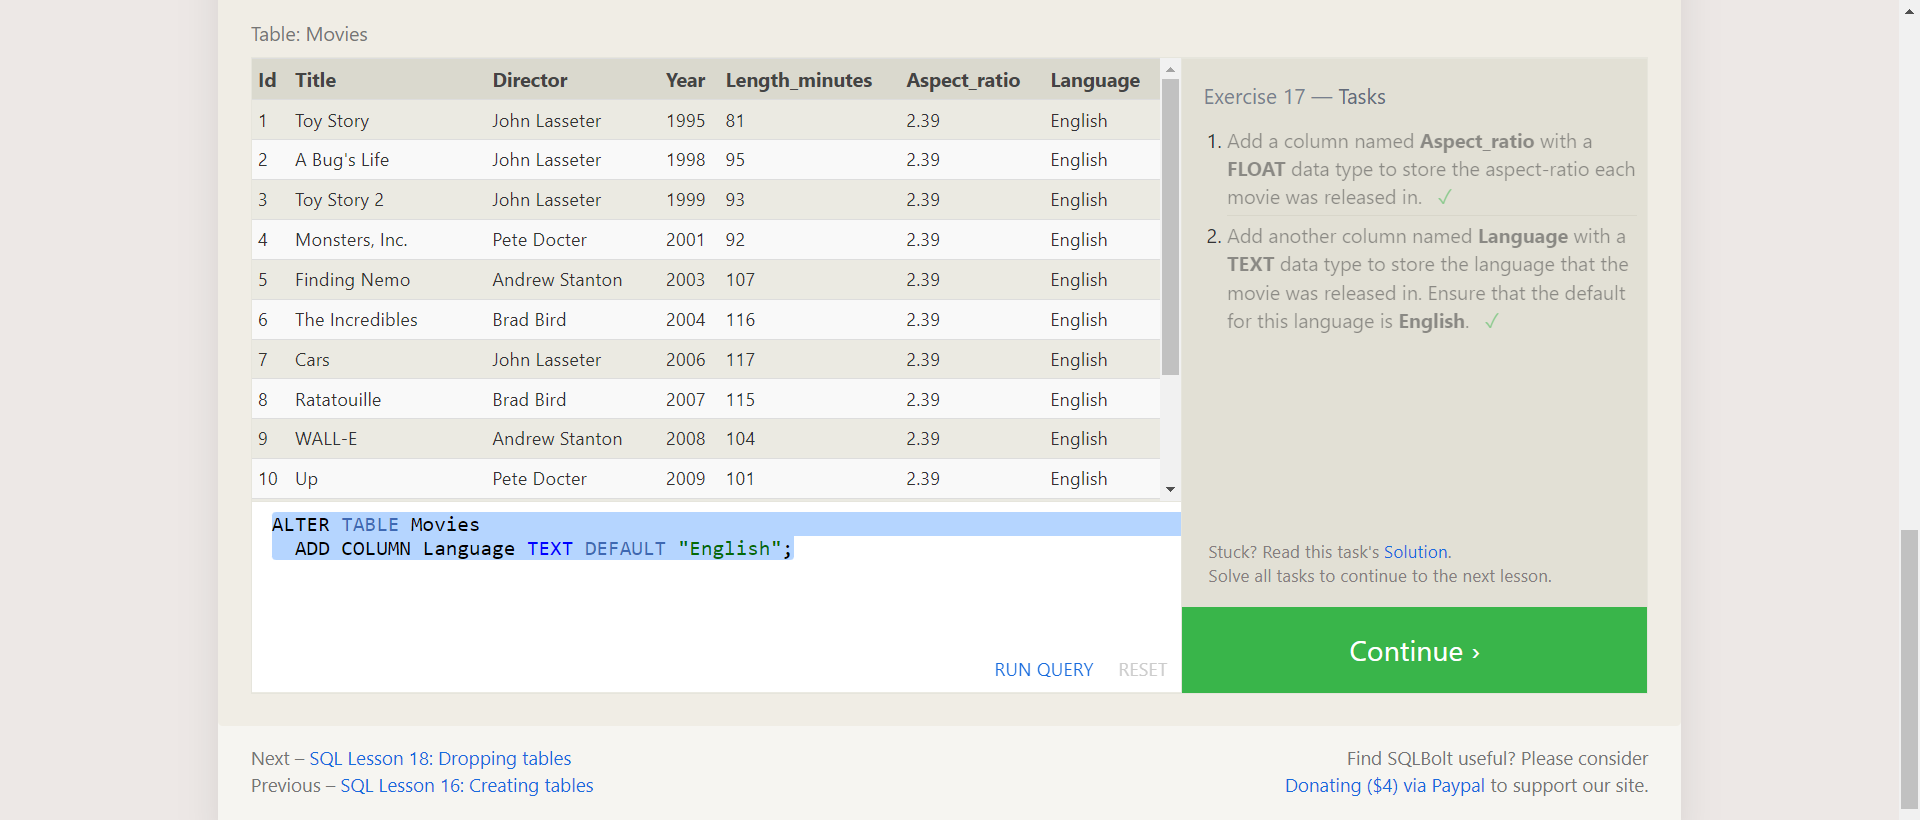 Table: Movies
Id Title Director Year Length_minutes Aspect_ratio Language
1 Toy Story John Lasseter 1995 81 2.39 English
2 A Bug's Life John Lasseter 1998 95 2.39 English
3 Toy Story 2 John Lasseter 1999 93 2.39 English
4 Monsters, Inc. Pete Docter 2001 92 2.39 English
5 Finding Nemo Andrew Stanton 2003 107 2.39 English
6 The Incredibles Brad Bird 2004 116 2.39 English
7 Cars John Lasseter 2006 117 2.39 English
8 Ratatouille Brad Bird 2007 115 2.39 English
9 WALL-E Andrew Stanton 2008 104 2.39 English
10 Up Pete Docter 2009 101 2.39 English
ALTER TABLE Movies
ADD COLUMN Language TEXT DEFAULT "English";
RUN QUERY RESET
Exercise 17 — Tasks
1. Add a column named Aspect_ratio with a
FLOAT data type to store the aspect-ratio each
movie was released in. ✓
2. Add another column named Language with a
TEXT data type to store the language that the
movie was released in. Ensure that the default
for this language is English. ✓
Stuck? Read this task's Solution.
Solve all tasks to continue to the next lesson.
Continue ›
Next – SQL Lesson 18: Dropping tables
Previous – SQL Lesson 16: Creating tables
Find SQLBolt useful? Please consider
Donating ($4) via Paypal to support our site.